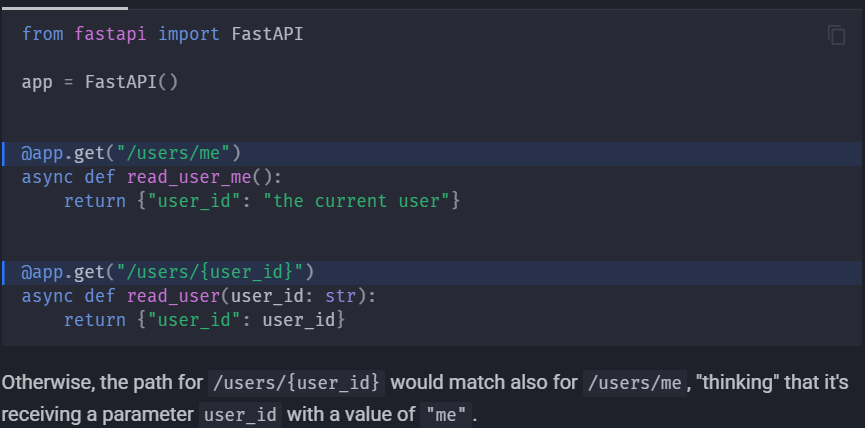 from fastapi import FastAPI
app = FastAPI()
@app.get("/users/me")
async def read_user_me():
    return {"user_id": "the current user"}
@app.get("/users/{user_id}")
async def read_user(user_id: str):
    return {"user_id": user_id}
Otherwise, the path for /users/{user_id} would match also for /users/me, "thinking" that it's
receiving a parameter user_id with a value of "me".